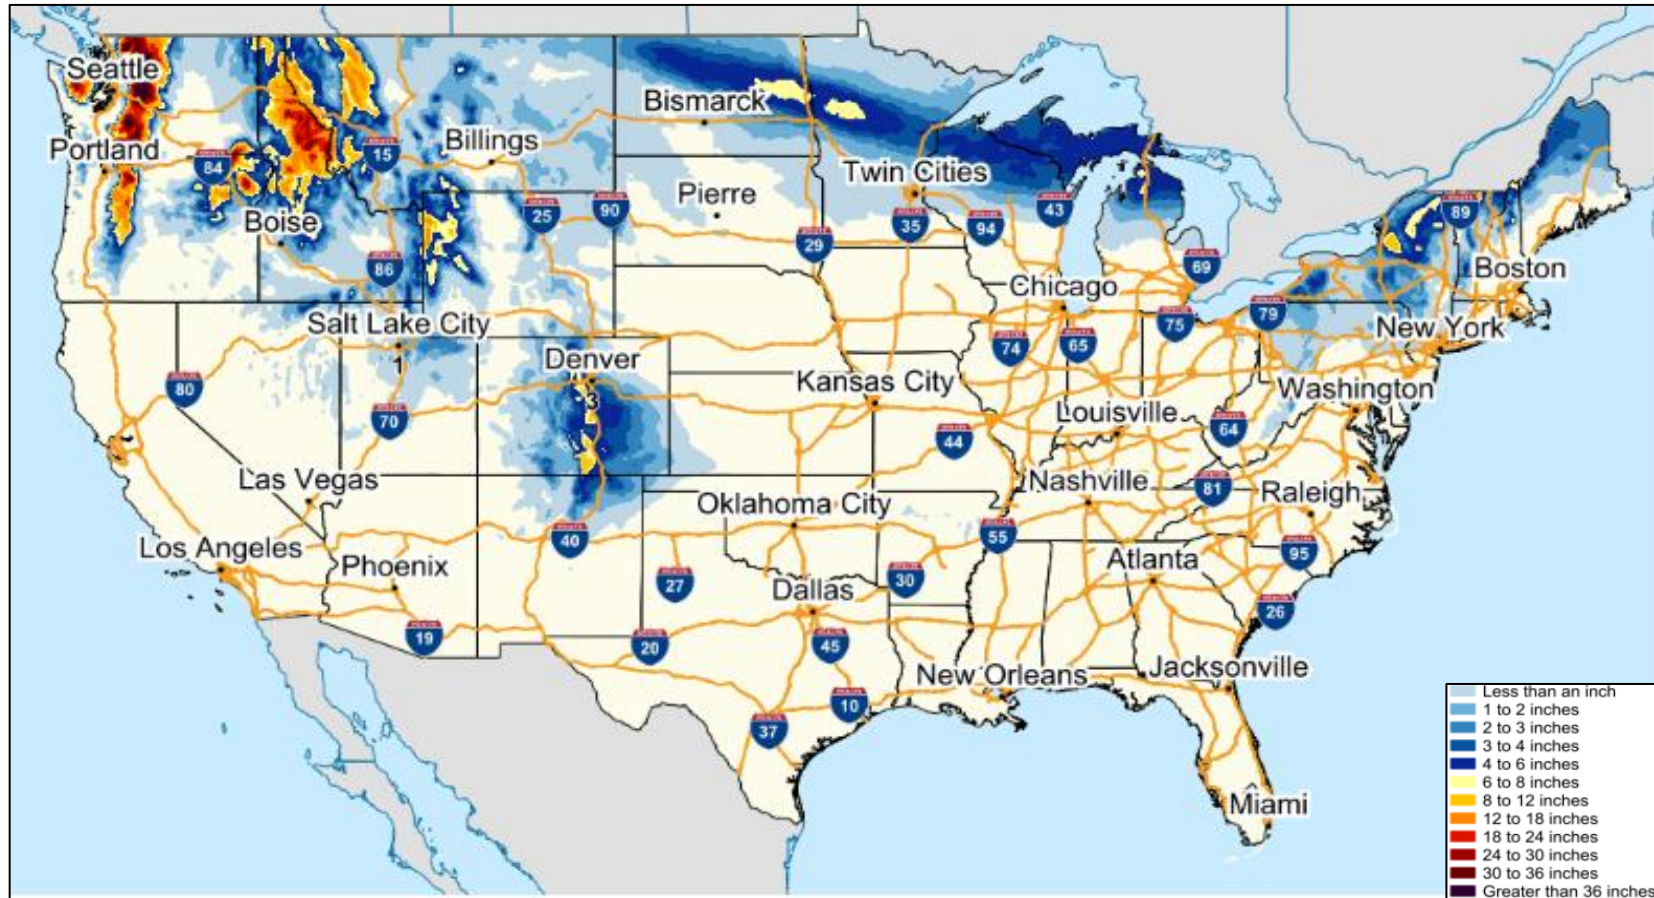 Seattle
Bismarck
Portland
84
15
Billings
Twin Cities
Pierre
25
90
43
89
Boise
35
94
29
86
69
Boston
Chicago
79
Salt Lake City
75
New York
1
74
65
Denver
80
Kansas City
Washington
3
70
Louisville
64
44
Las Vegas
Nashville
81
Raleigh
Oklahoma City
55
40
Los Angeles
95
Phoenix
Atlanta
27
30
Dallas
26
19
20
45
New Orleans
Jacksonville
10
37
Miami
Less than an inch
1 to 2 inches
2 to 3 inches
3 to 4 inches
4 to 6 inches
6 to 8 inches
8 to 12 inches
12 to 18 inches
18 to 24 inches
24 to 30 inches
30 to 36 inches
Greater than 36 inches